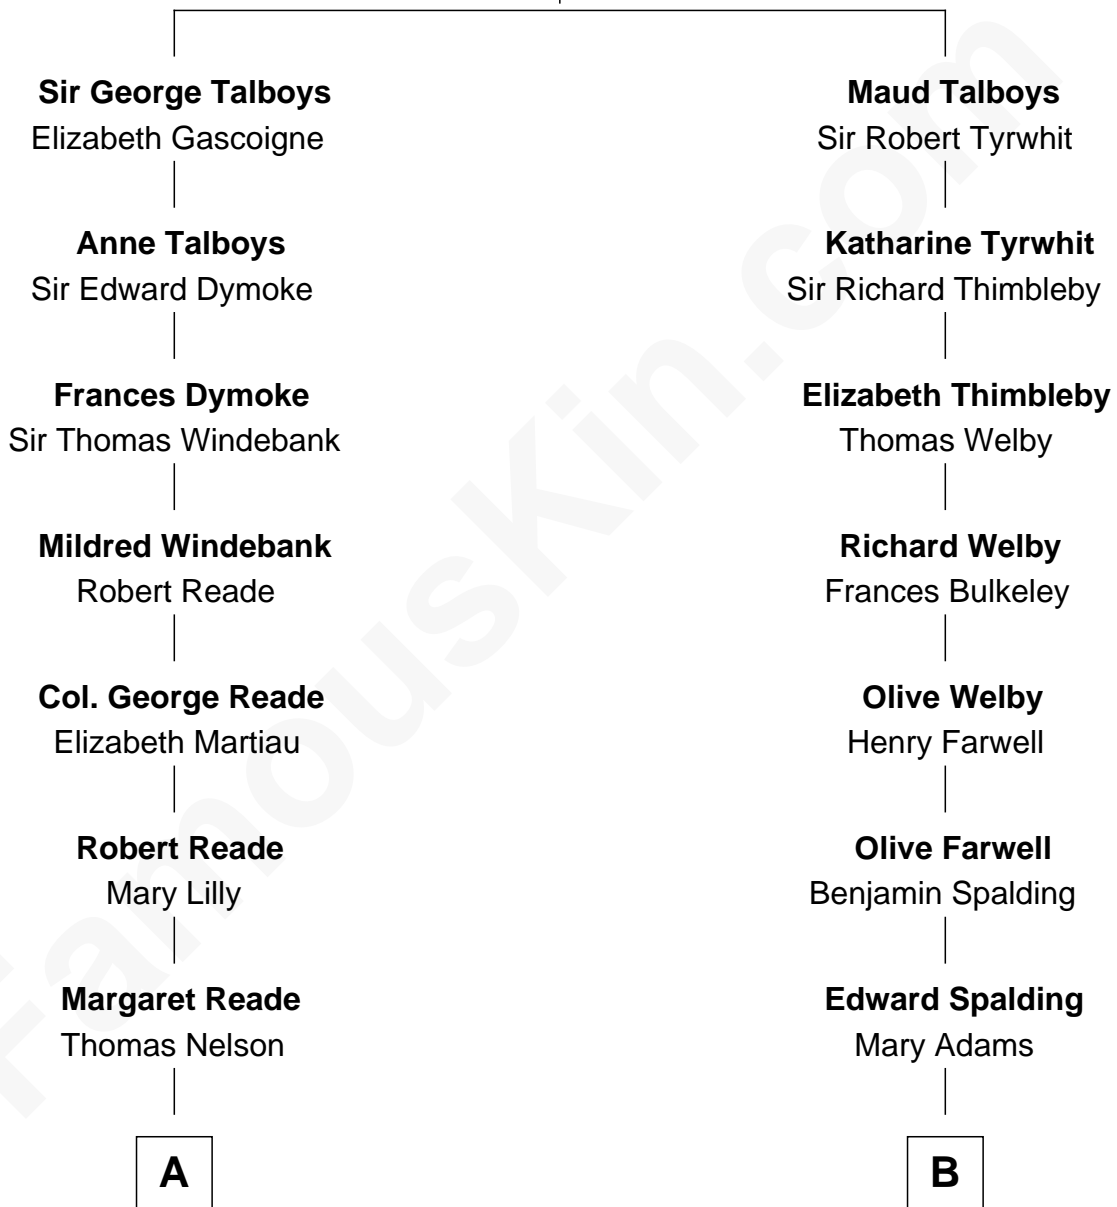 Sir George Talboys
Elizabeth Gascoigne
Anne Talboys
Sir Edward Dymoke
Frances Dymoke
Sir Thomas Windebank
Mildred Windebank
Robert Reade
Col. George Reade
Elizabeth Martiau
Robert Reade
Mary Lilly
Margaret Reade
Thomas Nelson
A
Maud Talboys
Sir Robert Tyrwhit
Katharine Tyrwhit
Sir Richard Thimbleby
Elizabeth Thimbleby
Thomas Welby
Richard Welby
Frances Bulkeley
Olive Welby
Henry Farwell
Olive Farwell
Benjamin Spalding
Edward Spalding
Mary Adams
B
FamousKin.com